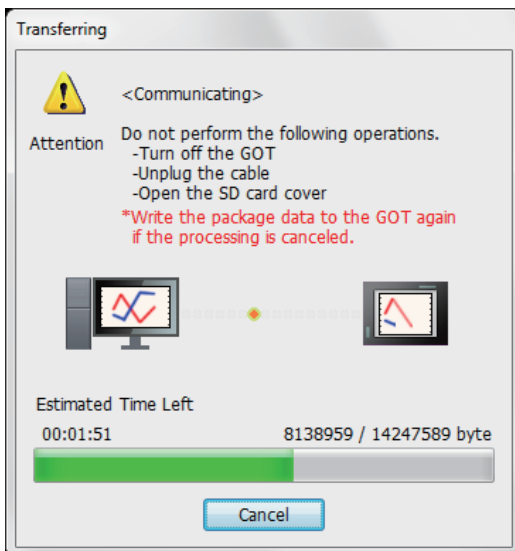 Transferring
<Communicating>
Attention
Do not perform the following operations.
-Turn off the GOT
-Unplug the cable
-Open the SD card cover
*Write the package data to the GOT again
if the processing is canceled.
Estimated Time Left
00:01:51 8138959 / 14247589 byte
Cancel